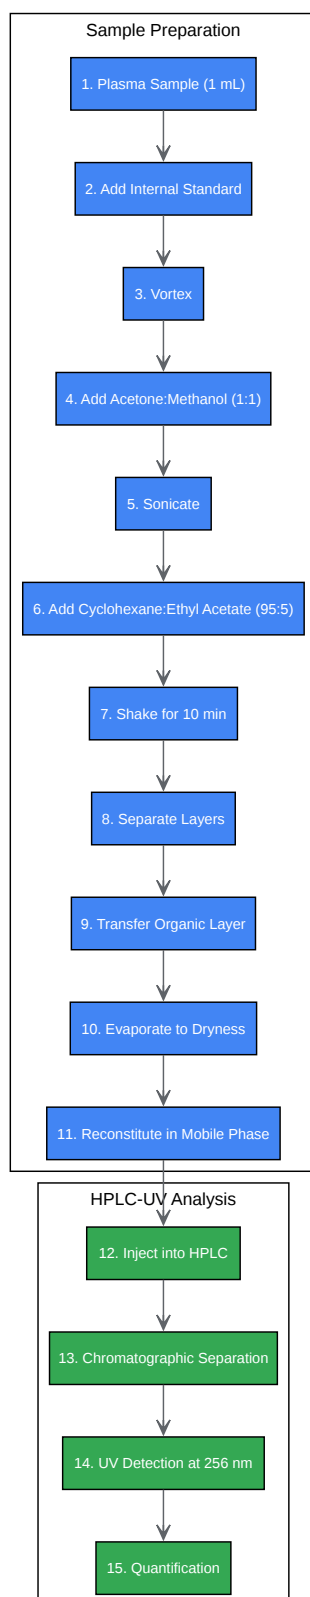 Sample Preparation
1. Plasma Sample (1 mL)
2. Add Internal Standard
3. Vortex
4. Add Acetone:Methanol (1:1)
5. Sonicate
6. Add Cyclohexane:Ethyl Acetate (95:5)
7. Shake for 10 min
8. Separate Layers
9. Transfer Organic Layer
10. Evaporate to Dryness
11. Reconstitute in Mobile Phase
HPLC-UV Analysis
12. Inject into HPLC
13. Chromatographic Separation
14. UV Detection at 256 nm
15. Quantification